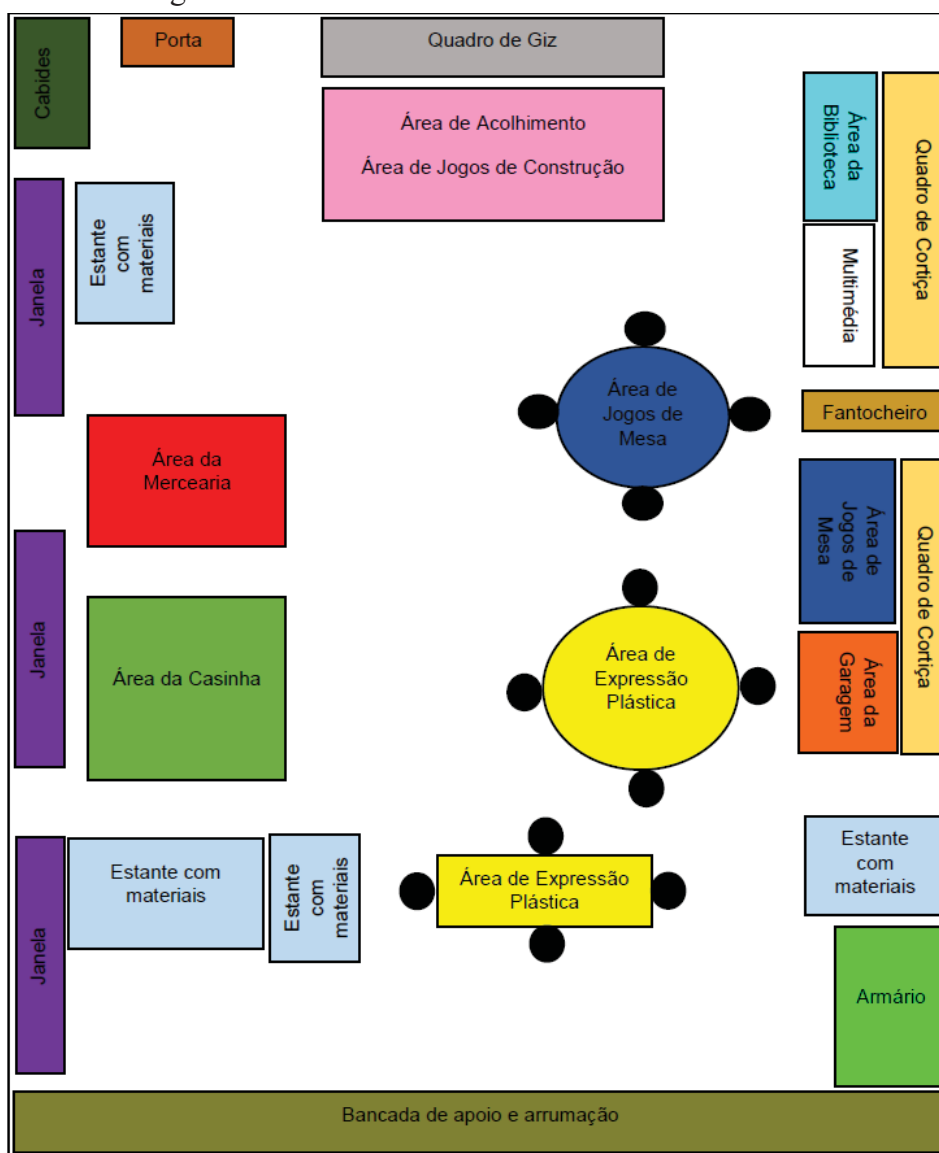 Cabides
Porta
Quadro de Giz
Área de Acolhimento
Área de Jogos de Construção
Área da
Biblioteca
Quadro de Cortiça
Multimédia
Janela
Estante
com
materiais
Área de
Jogos de
Mesa
Fantocheiro
Área da
Mercearia
Área de
Jogos de
Mesa
Quadro de Cortiça
Janela
Área da Casinha
Área de
Expressão
Plástica
Área da
Garagem
Janela
Estante com
materiais
Estante
com
materiais
Área de Expressão
Plástica
Estante
com
materiais
Armário
Bancada de apoio e arrumação